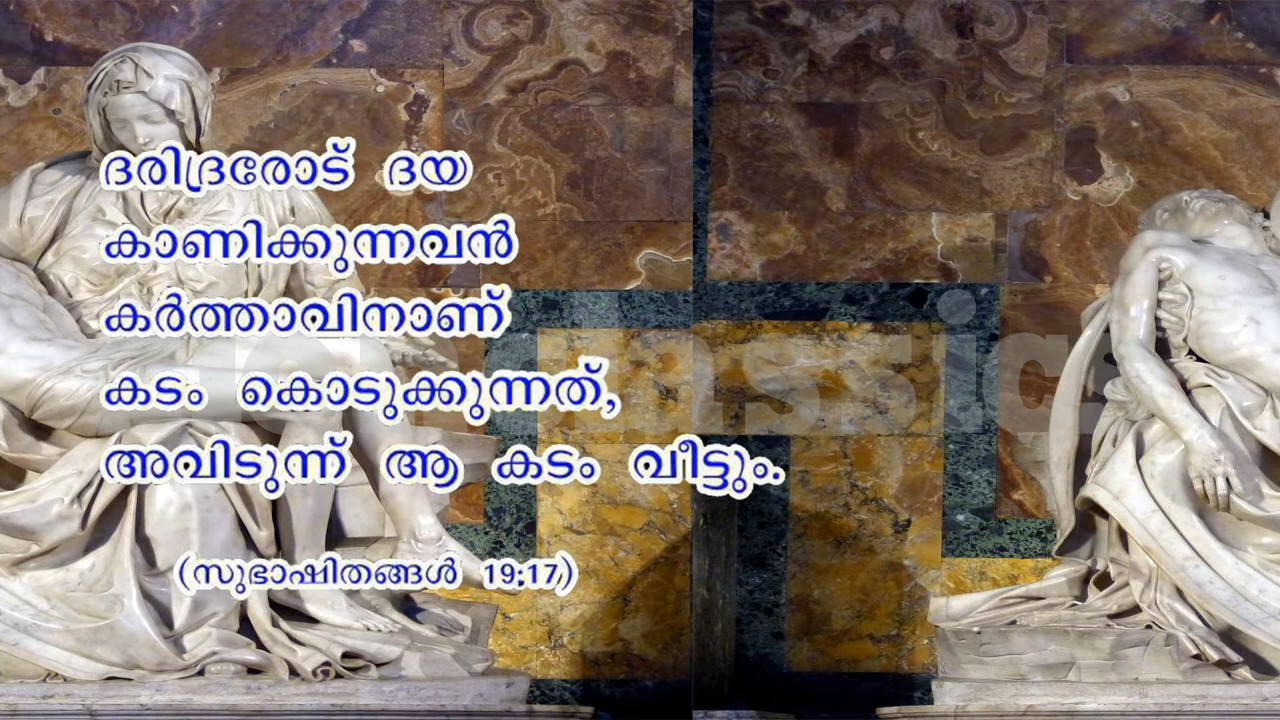 ദരിദ്രരോട് ദയ
കാണിക്കുന്നവൻ
കർത്താവിനാണ്
കടം കൊടുക്കുന്നത്,
അവിടുന്ന് ആ കടം വീട്ടും.
(സുഭാഷിതങ്ങൾ 19:17)